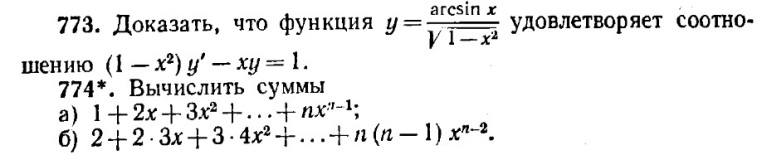 773. Доказать, что функция y = arcsin x / √1 − x² удовлетворяет соотно-
шению (1 − x²) y′ − xy = 1.
774*. Вычислить суммы
а) 1 + 2x + 3x² + ... + nxⁿ⁻¹;
б) 2 + 2 · 3x + 3 · 4x² + ... + n (n − 1) xⁿ⁻².